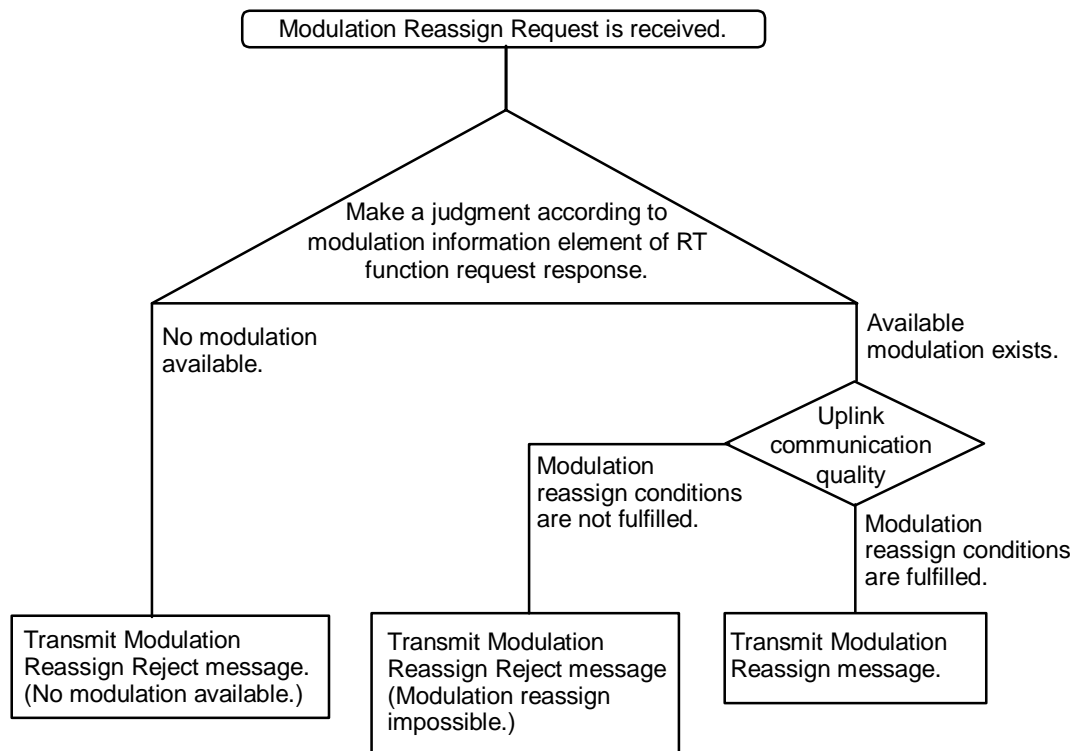 Modulation Reassign Request is received.
Make a judgment according to
modulation information element of RT
function request response.
No modulation
available.
Available
modulation exists.
Uplink
communication
quality
Modulation
reassign conditions
are not fulfilled.
Modulation
reassign conditions
are fulfilled.
Transmit Modulation
Reassign Reject message.
(No modulation available.)
Transmit Modulation
Reassign Reject message
(Modulation reassign
impossible.)
Transmit Modulation
Reassign message.